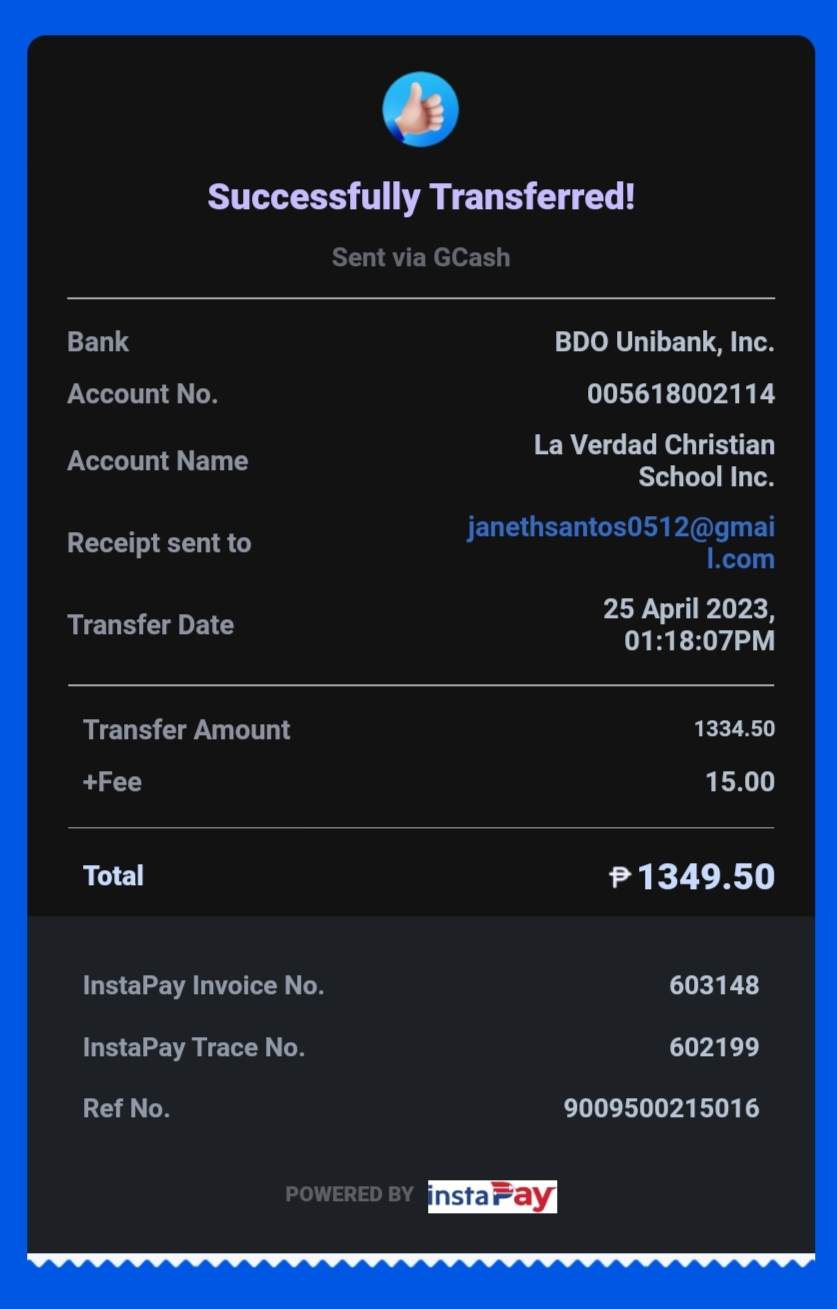 Successfully Transferred!
Sent via GCash
Bank BDO Unibank, Inc.
Account No. 005618002114
Account Name La Verdad Christian
School Inc.
Receipt sent to janethsantos0512@gmai
l.com
Transfer Date 25 April 2023,
01:18:07PM
Transfer Amount 1334.50
+Fee 15.00
Total ₱ 1349.50
InstaPay Invoice No. 603148
InstaPay Trace No. 602199
Ref No. 9009500215016
POWERED BY instaPay